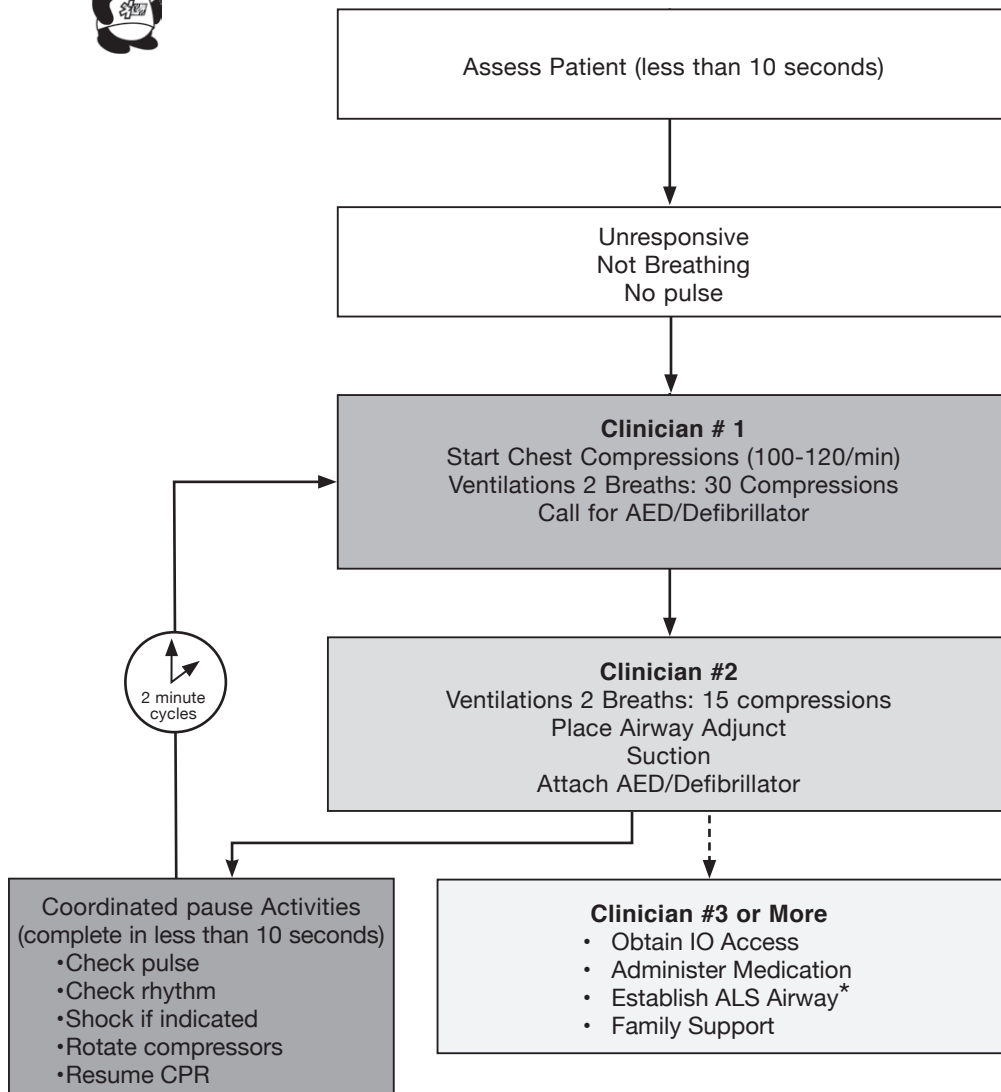 Assess Patient (less than 10 seconds)
Unresponsive
Not Breathing
No pulse
Clinician # 1
Start Chest Compressions (100-120/min)
Ventilations 2 Breaths: 30 Compressions
Call for AED/Defibrillator
2 minute
cycles
Clinician #2
Ventilations 2 Breaths: 15 compressions
Place Airway Adjunct
Suction
Attach AED/Defibrillator
Coordinated pause Activities
(complete in less than 10 seconds)
•Check pulse
•Check rhythm
•Shock if indicated
•Rotate compressors
•Resume CPR
Clinician #3 or More
• Obtain IO Access
• Administer Medication
• Establish ALS Airway*
• Family Support